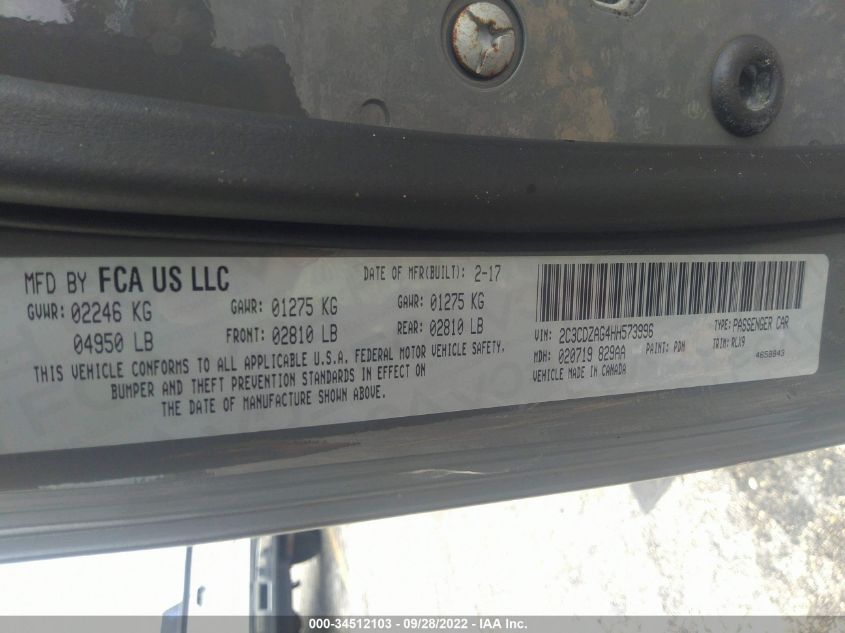 MFD BY FCA US LLC DATE OF MFR(BUILT): 2-17
GVWR: 02246 KG GAWR: 01275 KG GAWR: 01275 KG
04950 LB FRONT: 02810 LB REAR: 02810 LB
THIS VEHICLE CONFORMS TO ALL APPLICABLE U.S.A. FEDERAL MOTOR VEHICLE SAFETY,
BUMPER AND THEFT PREVENTION STANDARDS IN EFFECT ON
THE DATE OF MANUFACTURE SHOWN ABOVE.
VIN: 2C3CDZAG4HH573996 TYPE: PASSENGER CAR
MDH: 020719 829AA PAINT: PDN TRIM: RLX9
VEHICLE MADE IN CANADA 4658843
000-34512103 - 09/28/2022 - IAA Inc.